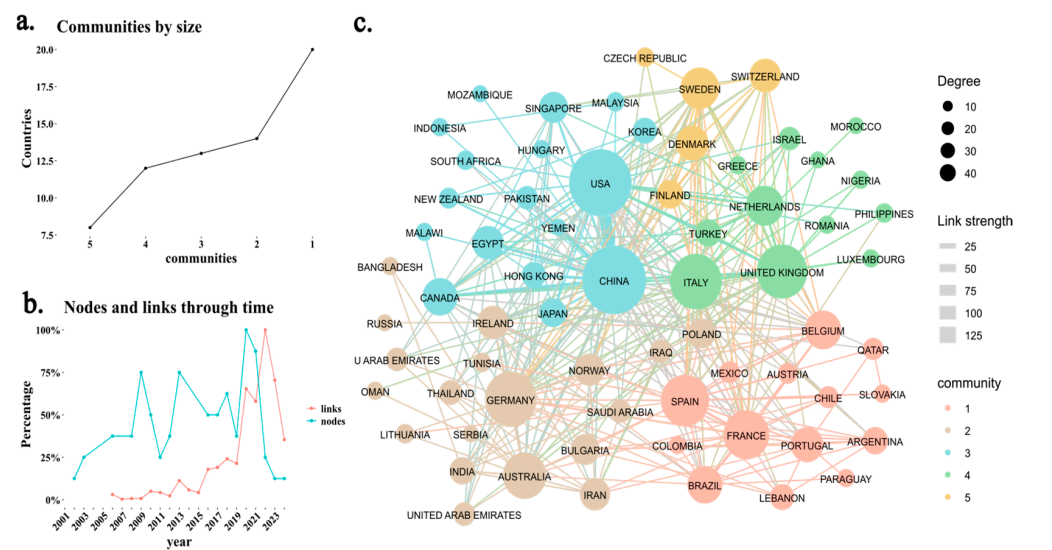 a. Communities by size
20.0
17.5
15.0
12.5
10.0
7.5
Countries
5 4 3 2 1
communities
b. Nodes and links through time
100%
75%
50%
25%
0%
Percentage
2001 2003 2005 2007 2009 2011 2013 2015 2017 2019 2021 2023
year
links
nodes
c.
CZECH REPUBLIC
SWEDEN
SWITZERLAND
MOZAMBIQUE
SINGAPORE
MALAYSIA
INDONESIA
KOREA
DENMARK
ISRAEL
MOROCCO
HUNGARY
SOUTH AFRICA
GREECE
GHANA
USA
NIGERIA
NEW ZEALAND
PAKISTAN
FINLAND
NETHERLANDS
PHILIPPINES
MALAWI
YEMEN
TURKEY
ROMANIA
EGYPT
LUXEMBOURG
BANGLADESH
HONG KONG
CHINA
ITALY
UNITED KINGDOM
CANADA
JAPAN
RUSSIA
IRELAND
POLAND
BELGIUM
U ARAB EMIRATES
TUNISIA
IRAQ
QATAR
NORWAY
MEXICO
AUSTRIA
OMAN
THAILAND
GERMANY
SPAIN
CHILE
SLOVAKIA
SAUDI ARABIA
LITHUANIA
SERBIA
FRANCE
COLOMBIA
PORTUGAL
ARGENTINA
BULGARIA
INDIA
AUSTRALIA
BRAZIL
PARAGUAY
IRAN
LEBANON
UNITED ARAB EMIRATES
Degree
10
20
30
40
Link strength
25
50
75
100
125
community
1
2
3
4
5